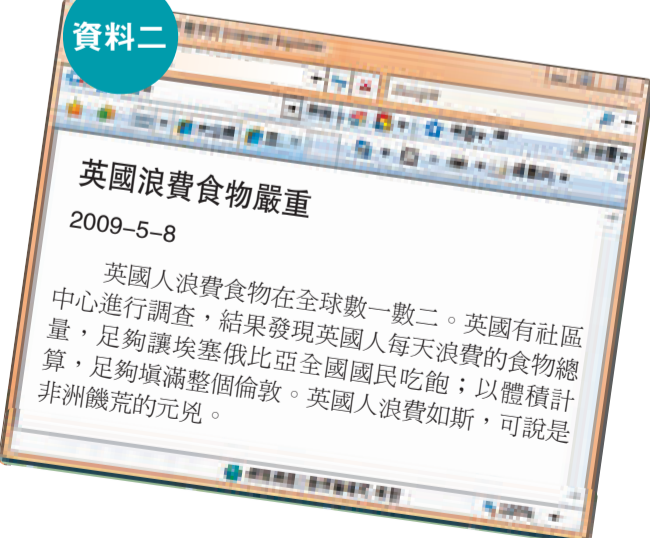 資料二
英國浪費食物嚴重
2009-5-8
英國人浪費食物在全球數一數二。英國有社區
中心進行調查，結果發現英國人每天浪費的食物總
量，足夠讓埃塞俄比亞全國國民吃飽；以體積計
算，足夠填滿整個倫敦。英國人浪費如斯，可說是
非洲饑荒的元兇。